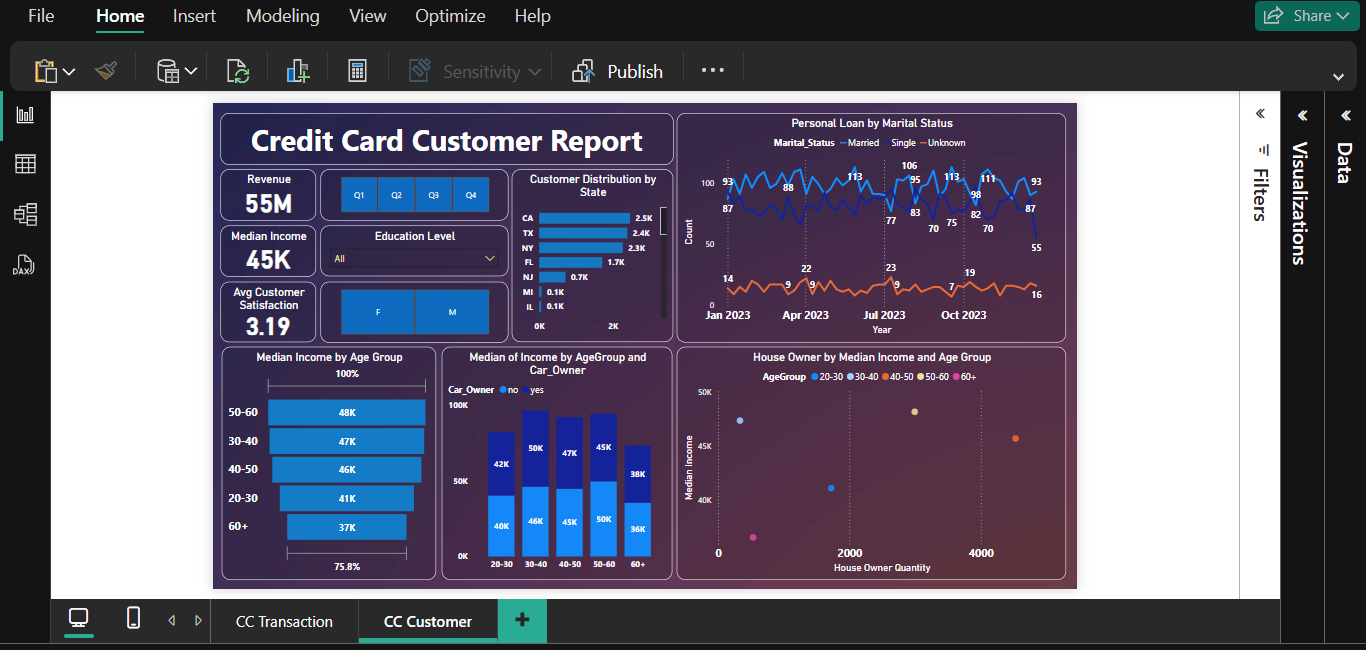 File Home Insert Modeling View Optimize Help Share
Sensitivity Publish
Credit Card Customer Report
Revenue
55M
Q1 Q2 Q3 Q4
Median Income
45K
Education Level
All
Avg Customer
Satisfaction
3.19
F M
Customer Distribution by
State
CA 2.5K
TX 2.4K
NY 2.3K
FL 1.7K
NJ 0.7K
MI 0.1K
IL 0.1K
0K 2K
Personal Loan by Marital Status
Marital_Status Married Single Unknown
Count
100
50
0
93 88 113 106 95 113 98 111 93
87 77 83 70 75 82 70 87 55
14 9 22 9 23 9 7 19 16
Jan 2023 Apr 2023 Jul 2023 Oct 2023
Year
Median Income by Age Group
100%
50-60 48K
30-40 47K
40-50 46K
20-30 41K
60+ 37K
75.8%
Median of Income by AgeGroup and
Car_Owner
Car_Owner no yes
100K
50K
0K
42K 50K 47K 45K 38K
40K 46K 45K 50K 36K
20-30 30-40 40-50 50-60 60+
House Owner by Median Income and Age Group
AgeGroup 20-30 30-40 40-50 50-60 60+
Median Income
50K
45K
40K
0 2000 4000
House Owner Quantity
Filters
Visualizations
Data
DAX
CC Transaction CC Customer